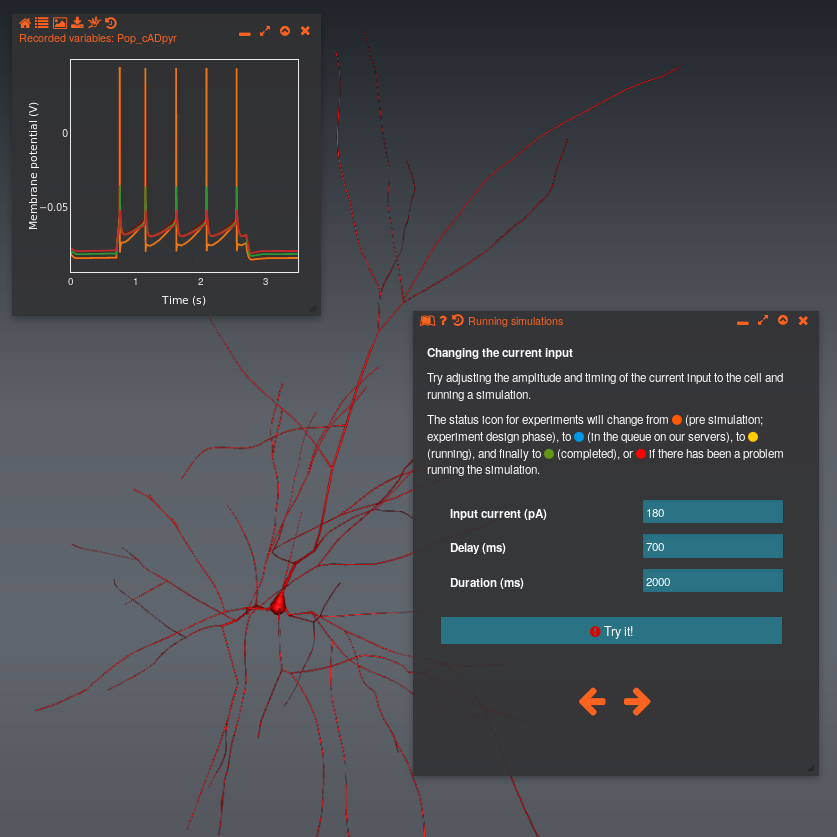 Recorded variables: Pop_cADpyr
Membrane potential (V)
0
−0.05
0
1
2
3
Time (s)
? Running simulations
Changing the current input
Try adjusting the amplitude and timing of the current input to the cell and
running a simulation.
The status icon for experiments will change from (pre simulation;
experiment design phase), to (in the queue on our servers), to
(running), and finally to (completed), or if there has been a problem
running the simulation.
Input current (pA) 180
Delay (ms) 700
Duration (ms) 2000
Try it!